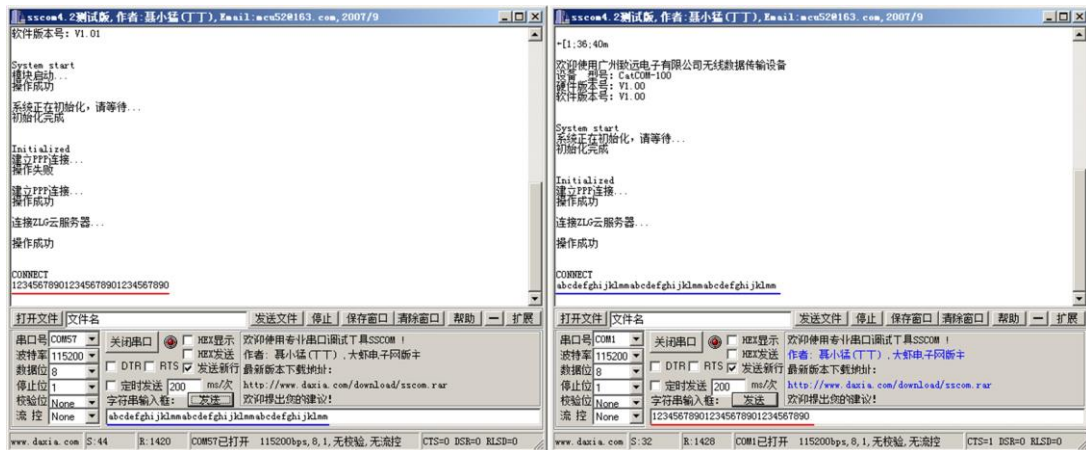 sscom4.2测试版,作者:聂小猛(丁丁),Email:mcu52@163.com,2007/9
软件版本号: V1.01
System start
模块启动...
操作成功
系统正在初始化，请等待...
初始化完成
Initialized
建立PPP连接...
操作失败
建立PPP连接...
操作成功
连接ZLG云服务器...
操作成功
CONNECT
123456789012345678901234567890
打开文件 文件名 发送文件 停止 保存窗口 清除窗口 帮助 — 扩展
串口号 COM57 关闭串口 HEX显示 欢迎使用专业串口调试工具SSCOM !
波特率 115200 HEX发送 作者: 聂小猛(丁丁) ,大虾电子网版主
数据位 8 DTR RTS 发送新行 最新版本下载地址:
停止位 1 定时发送 200 ms/次 http://www.daxia.com/download/sscom.rar
校验位 None 字符串输入框: 发送 欢迎提出您的建议!
流 控 None abcdefghijklmnabcdefghijklmnabcdefghijklmn
www.daxia.com S:44 R:1420 COM57已打开 115200bps,8,1,无校验,无流控 CTS=0 DSR=0 RLSD=0
sscom4.2测试版,作者:聂小猛(丁丁),Email:mcu52@163.com,2007/9
←[1;36;40m
欢迎使用广州致远电子有限公司无线数据传输设备
设备 型号: CatCOM-100
硬件版本号: V1.00
软件版本号: V1.00
System start
系统正在初始化，请等待...
初始化完成
Initialized
建立PPP连接...
操作成功
连接ZLG云服务器...
操作成功
CONNECT
abcdefghijklmnabcdefghijklmnabcdefghijklmn
打开文件 文件名 发送文件 停止 保存窗口 清除窗口 帮助 — 扩展
串口号 COM1 关闭串口 HEX显示 欢迎使用专业串口调试工具SSCOM !
波特率 115200 HEX发送 作者: 聂小猛(丁丁) ,大虾电子网版主
数据位 8 DTR RTS 发送新行 最新版本下载地址:
停止位 1 定时发送 200 ms/次 http://www.daxia.com/download/sscom.rar
校验位 None 字符串输入框: 发送 欢迎提出您的建议!
流 控 None 123456789012345678901234567890
www.daxia.com S:32 R:1428 COM1已打开 115200bps,8,1,无校验,无流控 CTS=1 DSR=0 RLSD=0